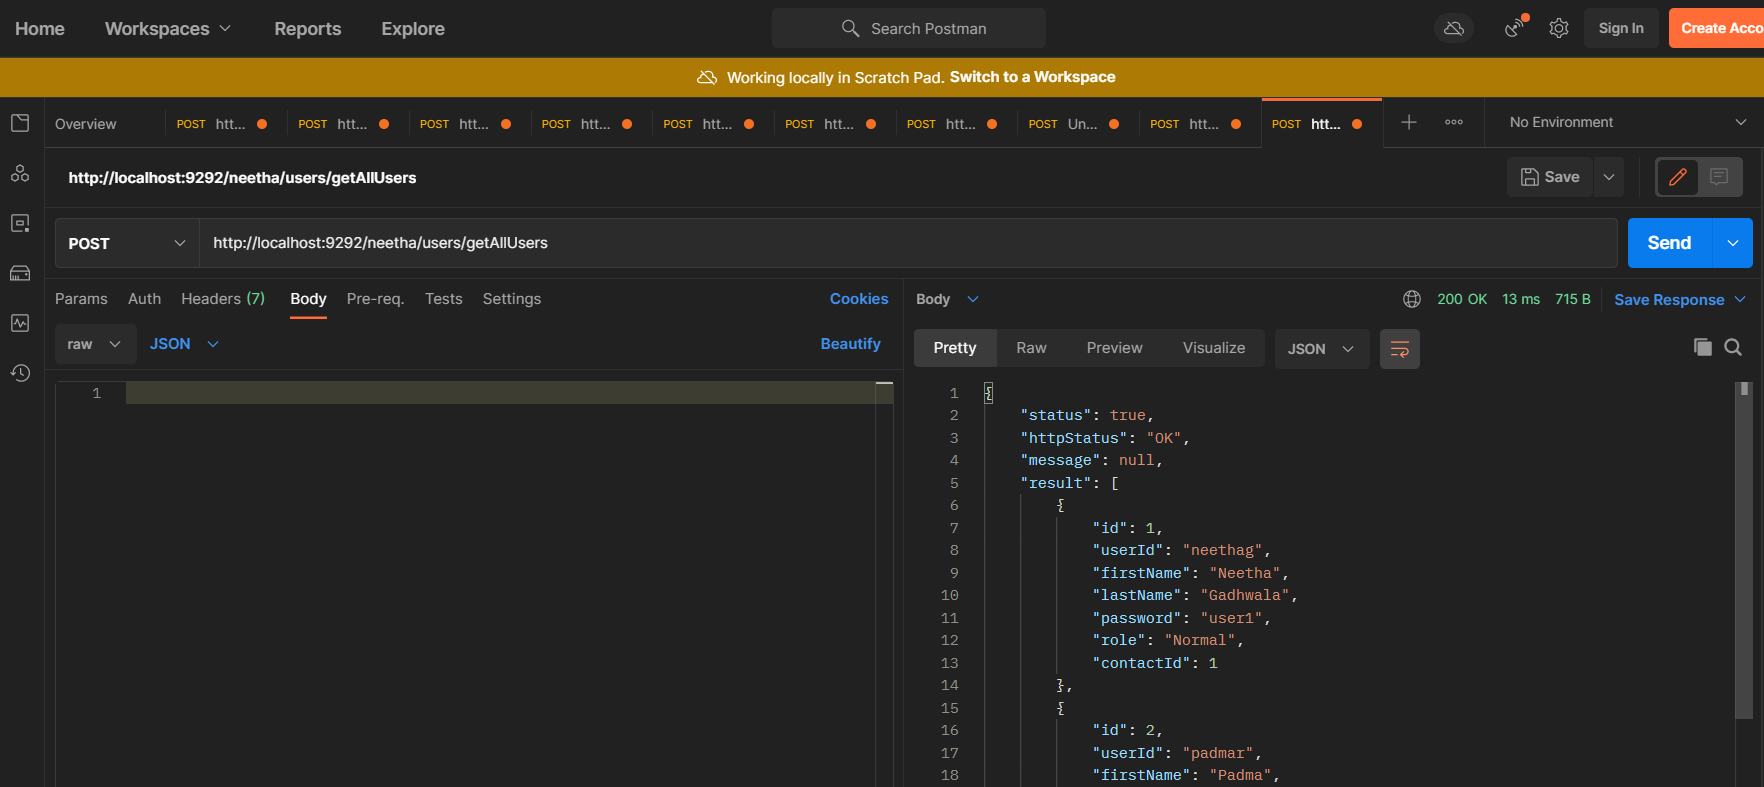 Home Workspaces Reports Explore Search Postman Sign In Create Acco
Working locally in Scratch Pad. Switch to a Workspace
Overview POST htt... POST htt... POST htt... POST htt... POST htt... POST htt... POST htt... POST Un... POST htt... POST htt... No Environment
http://localhost:9292/neetha/users/getAllUsers Save
POST http://localhost:9292/neetha/users/getAllUsers Send
Params Auth Headers (7) Body Pre-req. Tests Settings Cookies
raw JSON Beautify
1
Body 200 OK 13 ms 715 B Save Response
Pretty Raw Preview Visualize JSON
1 {
2 "status": true,
3 "httpStatus": "OK",
4 "message": null,
5 "result": [
6 {
7 "id": 1,
8 "userId": "neethag",
9 "firstName": "Neetha",
10 "lastName": "Gadhwala",
11 "password": "user1",
12 "role": "Normal",
13 "contactId": 1
14 },
15 {
16 "id": 2,
17 "userId": "padmar",
18 "firstName": "Padma",